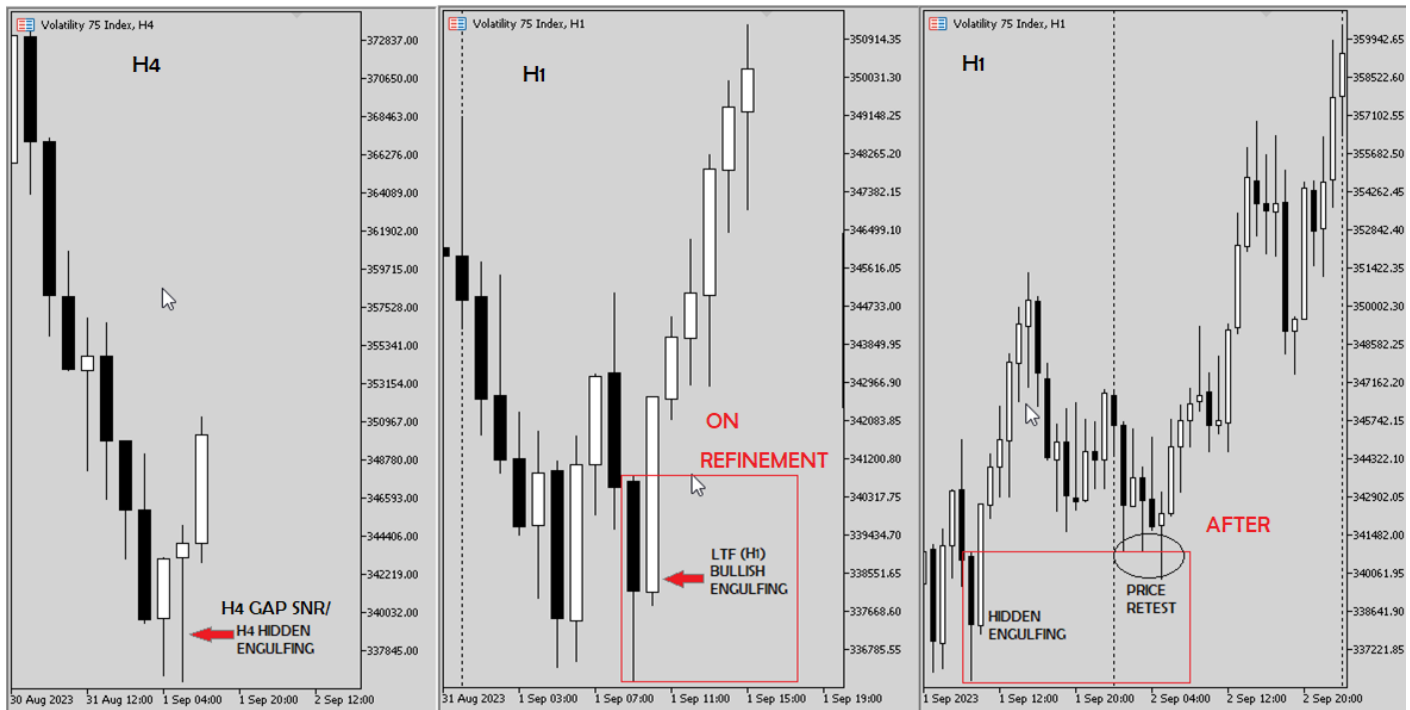 Volatility 75 Index, H4
H4
372837.00
370650.00
368463.00
366276.00
364089.00
361902.00
359715.00
357528.00
355341.00
353154.00
350967.00
348780.00
346593.00
344406.00
342219.00
340032.00
337845.00
H4 GAP SNR/
H4 HIDDEN
ENGULFING
30 Aug 2023
31 Aug 12:00
1 Sep 04:00
2 Sep 12:00
Volatility 75 Index, H1
H1
350914.35
350031.30
349148.25
348265.20
347382.15
346499.10
345616.05
344733.00
343849.95
342966.90
342083.85
341200.80
340317.75
339434.70
338551.65
337668.60
336785.55
ON
REFINEMENT
LTF (H1)
BULLISH
ENGULFING
31 Aug 2023
1 Sep 03:00
1 Sep 07:00
1 Sep 11:00
1 Sep 15:00
1 Sep 19:00
Volatility 75 Index, H1
H1
359942.65
358522.60
357102.55
355682.50
354262.45
352842.40
351422.35
350002.30
348582.25
347162.20
345742.15
344322.10
342902.05
341482.00
340061.95
338641.90
337221.85
AFTER
PRICE
RETEST
HIDDEN
ENGULFING
1 Sep 2023
1 Sep 12:00
1 Sep 20:00
2 Sep 04:00
2 Sep 12:00
2 Sep 20:00